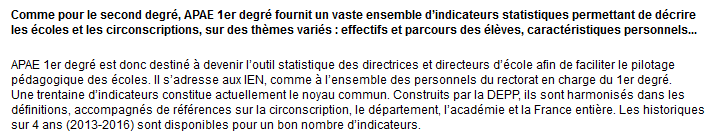 Comme pour le second degré, APAE 1er degré fournit un vaste ensemble d'indicateurs statistiques permettant de décrire
les écoles et les circonscriptions, sur des thèmes variés : effectifs et parcours des élèves, caractéristiques personnels...
APAE 1er degré est donc destiné à devenir l'outil statistique des directrices et directeurs d'école afin de faciliter le pilotage
pédagogique des écoles. Il s'adresse aux IEN, comme à l'ensemble des personnels du rectorat en charge du 1er degré.
Une trentaine d'indicateurs constitue actuellement le noyau commun. Construits par la DEPP, ils sont harmonisés dans les
définitions, accompagnés de références sur la circonscription, le département, l'académie et la France entière. Les historiques
sur 4 ans (2013-2016) sont disponibles pour un bon nombre d'indicateurs.